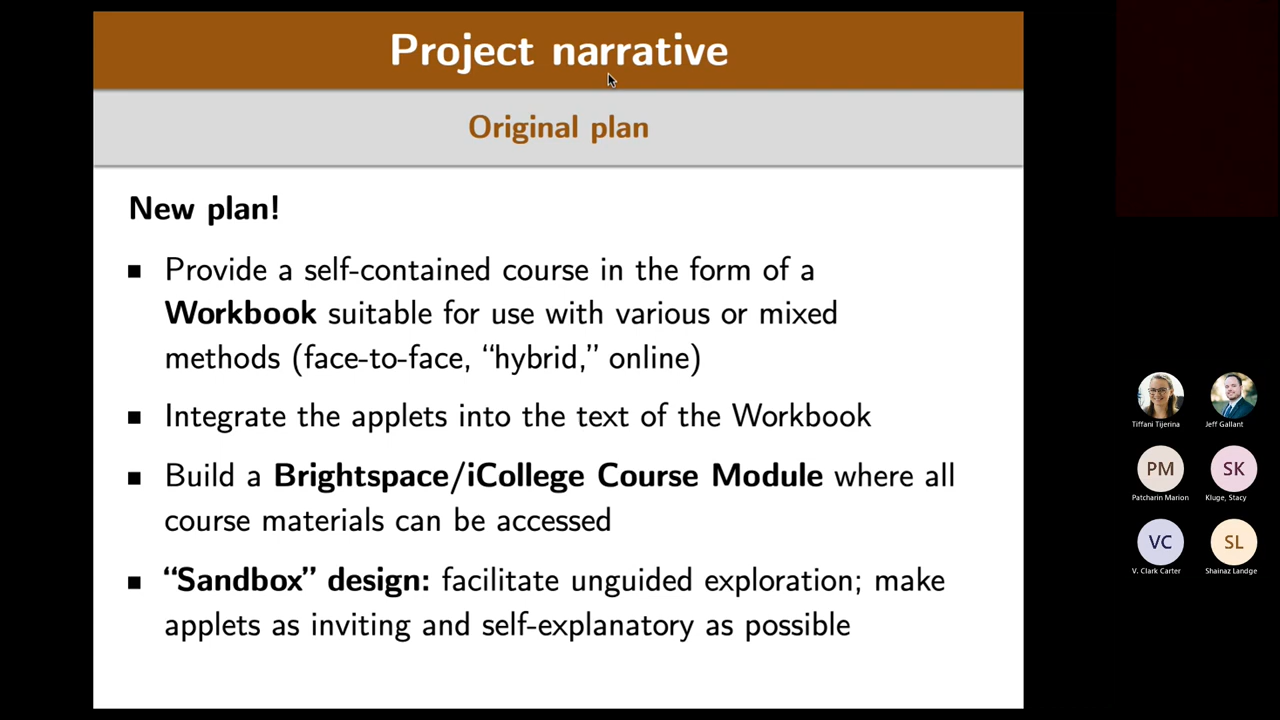 Project narrative
Original plan
New plan!
Provide a self-contained course in the form of a
Workbook suitable for use with various or mixed
methods (face-to-face, “hybrid,” online)
Integrate the applets into the text of the Workbook
Build a Brightspace/iCollege Course Module where all
course materials can be accessed
“Sandbox” design: facilitate unguided exploration; make
applets as inviting and self-explanatory as possible
Tiffani Tijerina
Jeff Gallant
PM
SK
Patcharin Marion
Kluge, Stacy
VC
SL
V. Clark Carter
Shainaz Landge